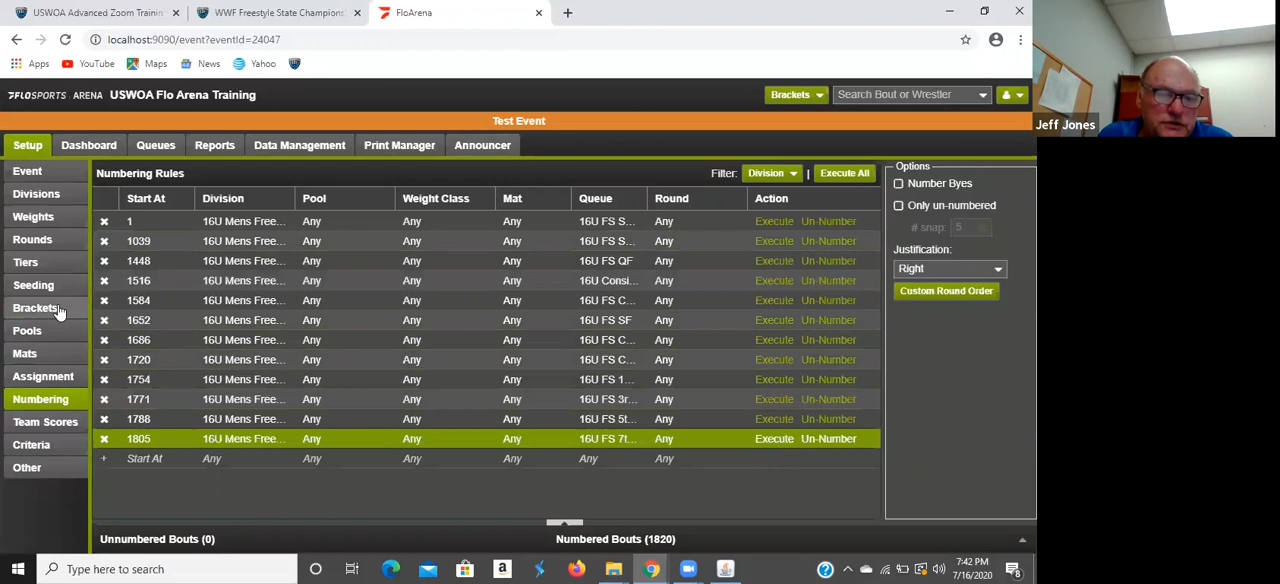 USWOA Advanced Zoom Trainin
WWF Freestyle State Champions
FloArena
localhost:9090/event?eventId=24047
Apps
YouTube
Maps
News
Yahoo
FLOSPORTS ARENA
USWOA Flo Arena Training
Brackets
Search Bout or Wrestler
Test Event
Jeff Jones
Setup
Dashboard
Queues
Reports
Data Management
Print Manager
Announcer
Event
Divisions
Weights
Rounds
Tiers
Seeding
Brackets
Pools
Mats
Assignment
Numbering
Team Scores
Criteria
Other
Numbering Rules
Filter: Division | Execute All
Start At Division Pool Weight Class Mat Queue Round Action
1 16U Mens Free... Any Any Any 16U FS S... Any Execute Un-Number
1039 16U Mens Free... Any Any Any 16U FS S... Any Execute Un-Number
1448 16U Mens Free... Any Any Any 16U FS QF Any Execute Un-Number
1516 16U Mens Free... Any Any Any 16U Consi... Any Execute Un-Number
1584 16U Mens Free... Any Any Any 16U FS C... Any Execute Un-Number
1652 16U Mens Free... Any Any Any 16U FS SF Any Execute Un-Number
1686 16U Mens Free... Any Any Any 16U FS C... Any Execute Un-Number
1720 16U Mens Free... Any Any Any 16U FS C... Any Execute Un-Number
1754 16U Mens Free... Any Any Any 16U FS 1... Any Execute Un-Number
1771 16U Mens Free... Any Any Any 16U FS 3r... Any Execute Un-Number
1788 16U Mens Free... Any Any Any 16U FS 5t... Any Execute Un-Number
1805 16U Mens Free... Any Any Any 16U FS 7t... Any Execute Un-Number
+ Start At Any Any Any Any Any Any
Options
Number Byes
Only un-numbered
# snap: 5
Justification:
Right
Custom Round Order
Unnumbered Bouts (0)
Numbered Bouts (1820)
Type here to search
7:42 PM
7/16/2020
8